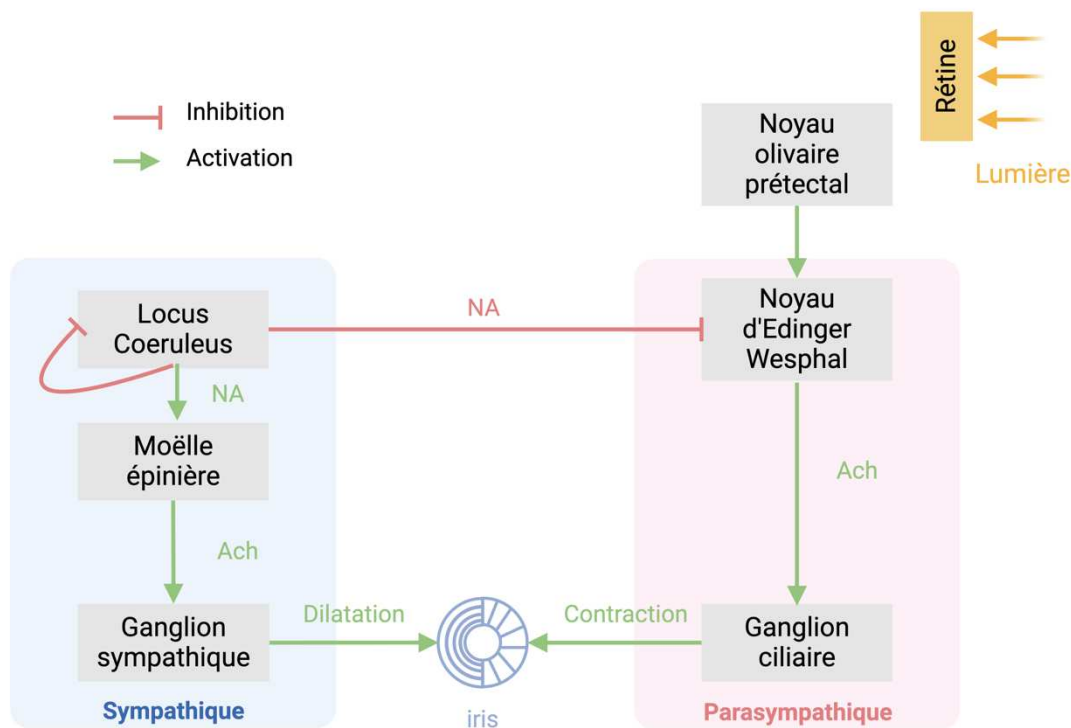 Rétine
Lumière
Inhibition
Activation
Noyau
olivaire
prétectal
Locus
Coeruleus
NA
Noyau
d'Edinger
Wesphal
NA
Moëlle
épinière
Ach
Ach
Ganglion
sympathique
Dilatation
Contraction
Ganglion
ciliaire
Sympathique
iris
Parasympathique